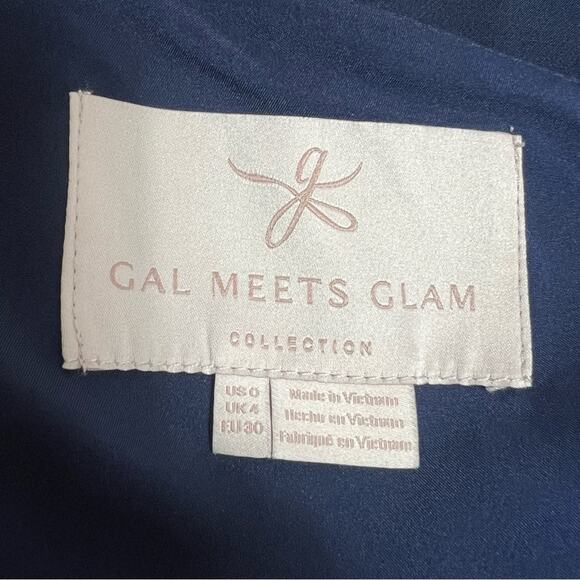 g
GAL MEETS GLAM
COLLECTION
US 0
UK 4
EU 30
Made in Vietnam
Hecho en Vietnam
Fabriqué en Vietnam